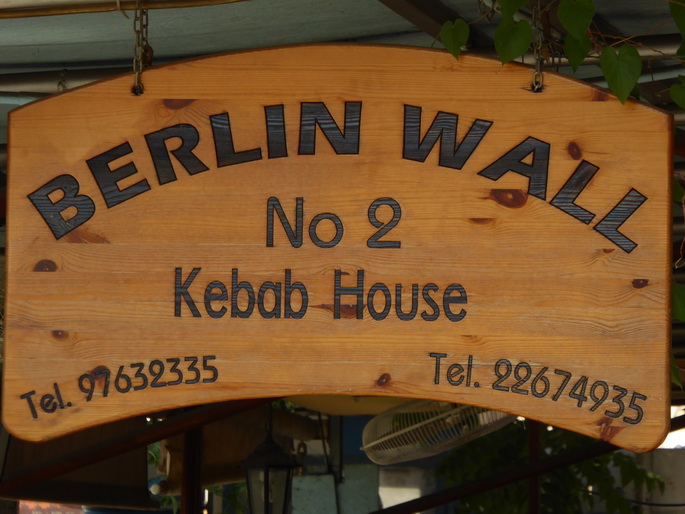 BERLIN WALL
No 2
Kebab House
Tel. 97632335 Tel. 22674935